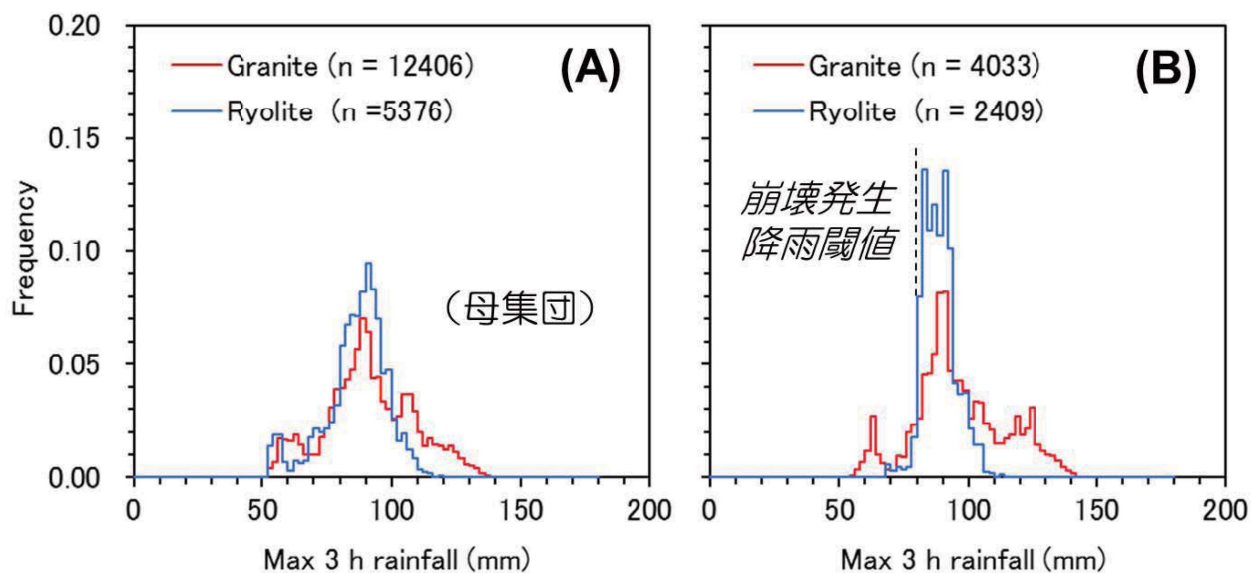 0.20
0.15
0.10
0.05
0.00
Frequency
Granite (n = 12406)
Ryolite (n =5376)
(A)
（母集団）
0 50 100 150 200
Max 3 h rainfall (mm)
Granite (n = 4033)
Ryolite (n = 2409)
(B)
崩壊発生
降雨閾値
0 50 100 150 200
Max 3 h rainfall (mm)